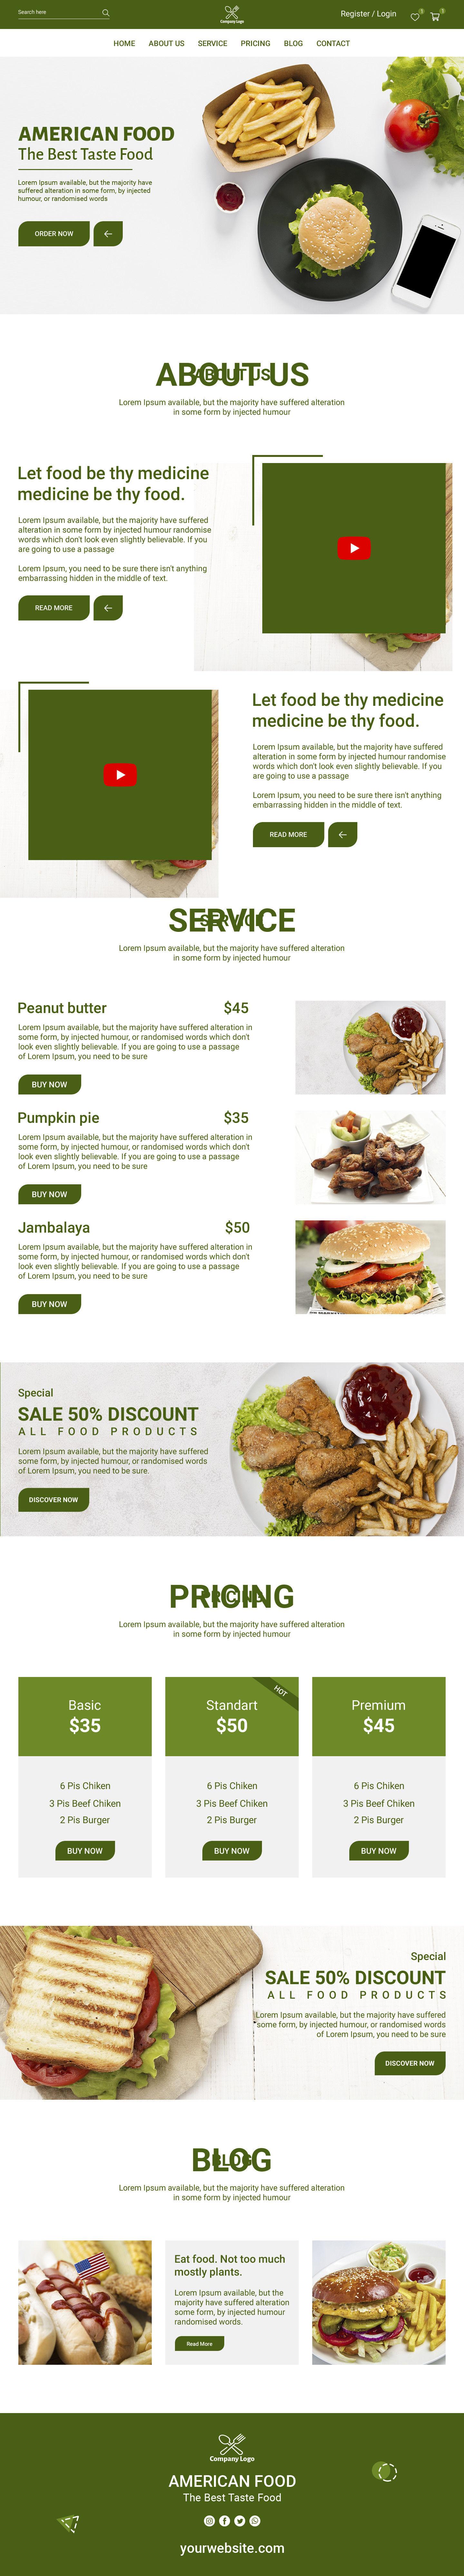 Search here
Company Logo
Register / Login
HOME ABOUT US SERVICE PRICING BLOG CONTACT
AMERICAN FOOD
The Best Taste Food
Lorem Ipsum available, but the majority have
suffered alteration in some form, by injected
humour, or randomised words
ORDER NOW
ABOUT US
ABOUT US
Lorem Ipsum available, but the majority have suffered alteration
in some form by injected humour
Let food be thy medicine
medicine be thy food.
Lorem Ipsum available, but the majority have suffered
alteration in some form by injected humour randomise
words which don't look even slightly believable. If you
are going to use a passage
Lorem Ipsum, you need to be sure there isn't anything
embarrassing hidden in the middle of text.
READ MORE
Let food be thy medicine
medicine be thy food.
Lorem Ipsum available, but the majority have suffered
alteration in some form by injected humour randomise
words which don't look even slightly believable. If you
are going to use a passage
Lorem Ipsum, you need to be sure there isn't anything
embarrassing hidden in the middle of text.
READ MORE
SERVICE
SERVICE
Lorem Ipsum available, but the majority have suffered alteration
in some form by injected humour
Peanut butter $45
Lorem Ipsum available, but the majority have suffered alteration in
some form, by injected humour, or randomised words which don't
look even slightly believable. If you are going to use a passage
of Lorem Ipsum, you need to be sure
BUY NOW
Pumpkin pie $35
Lorem Ipsum available, but the majority have suffered alteration in
some form, by injected humour, or randomised words which don't
look even slightly believable. If you are going to use a passage
of Lorem Ipsum, you need to be sure
BUY NOW
Jambalaya $50
Lorem Ipsum available, but the majority have suffered alteration in
some form, by injected humour, or randomised words which don't
look even slightly believable. If you are going to use a passage
of Lorem Ipsum, you need to be sure
BUY NOW
Special
SALE 50% DISCOUNT
ALL FOOD PRODUCTS
Lorem Ipsum available, but the majority have suffered
some form, by injected humour, or randomised words
of Lorem Ipsum, you need to be sure.
DISCOVER NOW
PRICING
PRICING
Lorem Ipsum available, but the majority have suffered alteration
in some form by injected humour
Basic
$35
6 Pis Chiken
3 Pis Beef Chiken
2 Pis Burger
BUY NOW
HOT
Standart
$50
6 Pis Chiken
3 Pis Beef Chiken
2 Pis Burger
BUY NOW
Premium
$45
6 Pis Chiken
3 Pis Beef Chiken
2 Pis Burger
BUY NOW
Special
SALE 50% DISCOUNT
ALL FOOD PRODUCTS
Lorem Ipsum available, but the majority have suffered
some form, by injected humour, or randomised words
of Lorem Ipsum, you need to be sure
DISCOVER NOW
BLOG
BLOG
Lorem Ipsum available, but the majority have suffered alteration
in some form by injected humour
Eat food. Not too much
mostly plants.
Lorem Ipsum available, but the
majority have suffered alteration
some form, by injected humour
randomised words.
Read More
Company Logo
AMERICAN FOOD
The Best Taste Food
yourwebsite.com